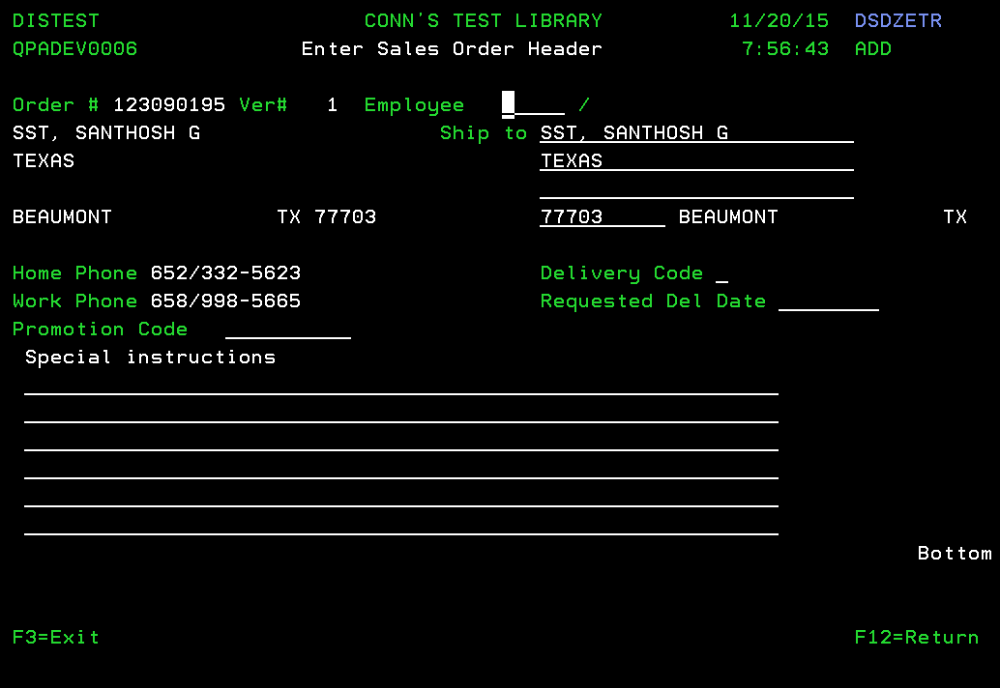 DISTEST CONN'S TEST LIBRARY 11/20/15 DSDZETR
QPADEV0006 Enter Sales Order Header 7:56:43 ADD
Order # 123090195 Ver# 1 Employee /
SST, SANTHOSH G Ship to SST, SANTHOSH G
TEXAS TEXAS
BEAUMONT TX 77703 77703 BEAUMONT TX
Home Phone 652/332-5623 Delivery Code
Work Phone 658/998-5665 Requested Del Date
Promotion Code
Special instructions
Bottom
F3=Exit F12=Return